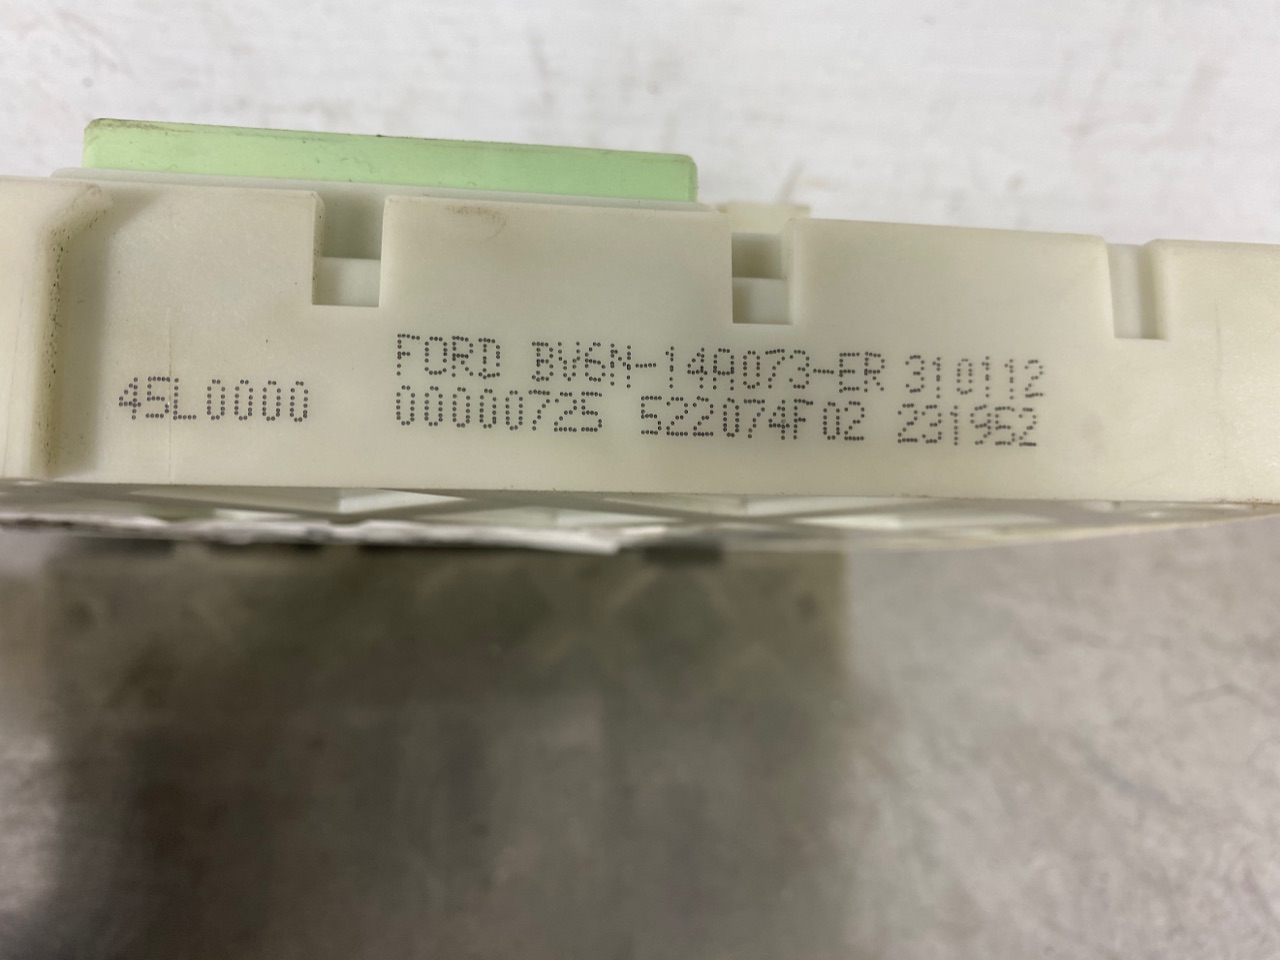 FORD BV6N-14A073-ER 310112
45L0000 00000725 522074F02 231952